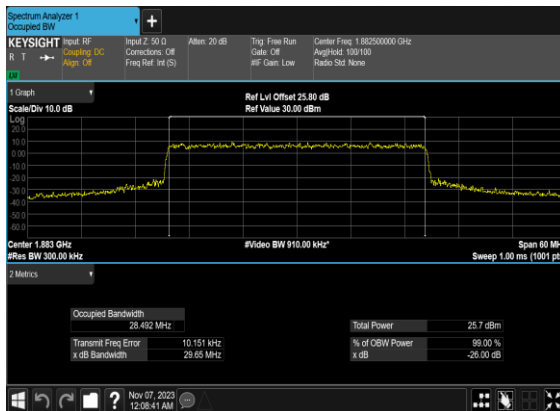 Spectrum Analyzer 1
Occupied BW
KEYSIGHT Input: RF Input Z: 50 Ω Atten: 20 dB Trig: Free Run Center Freq: 1.882500000 GHz
R T Coupling: DC Corrections: Off Gate: Off Avg|Hold: 100/100
Align: Off Freq Ref: Int (S) #IF Gain: Low Radio Std: None
1 Graph
Ref Lvl Offset 25.80 dB
Scale/Div 10.0 dB Ref Value 30.00 dBm
Log
20.0
10.0
0.00
-10.0
-20.0
-30.0
-40.0
-50.0
-60.0
Center 1.883 GHz #Video BW 910.00 kHz* Span 60 MH
#Res BW 300.00 kHz Sweep 1.00 ms (1001 pts
2 Metrics
Occupied Bandwidth
28.492 MHz Total Power 25.7 dBm
Transmit Freq Error 10.151 kHz % of OBW Power 99.00 %
x dB Bandwidth 29.65 MHz x dB -26.00 dB
? Nov 07, 2023
12:08:41 AM